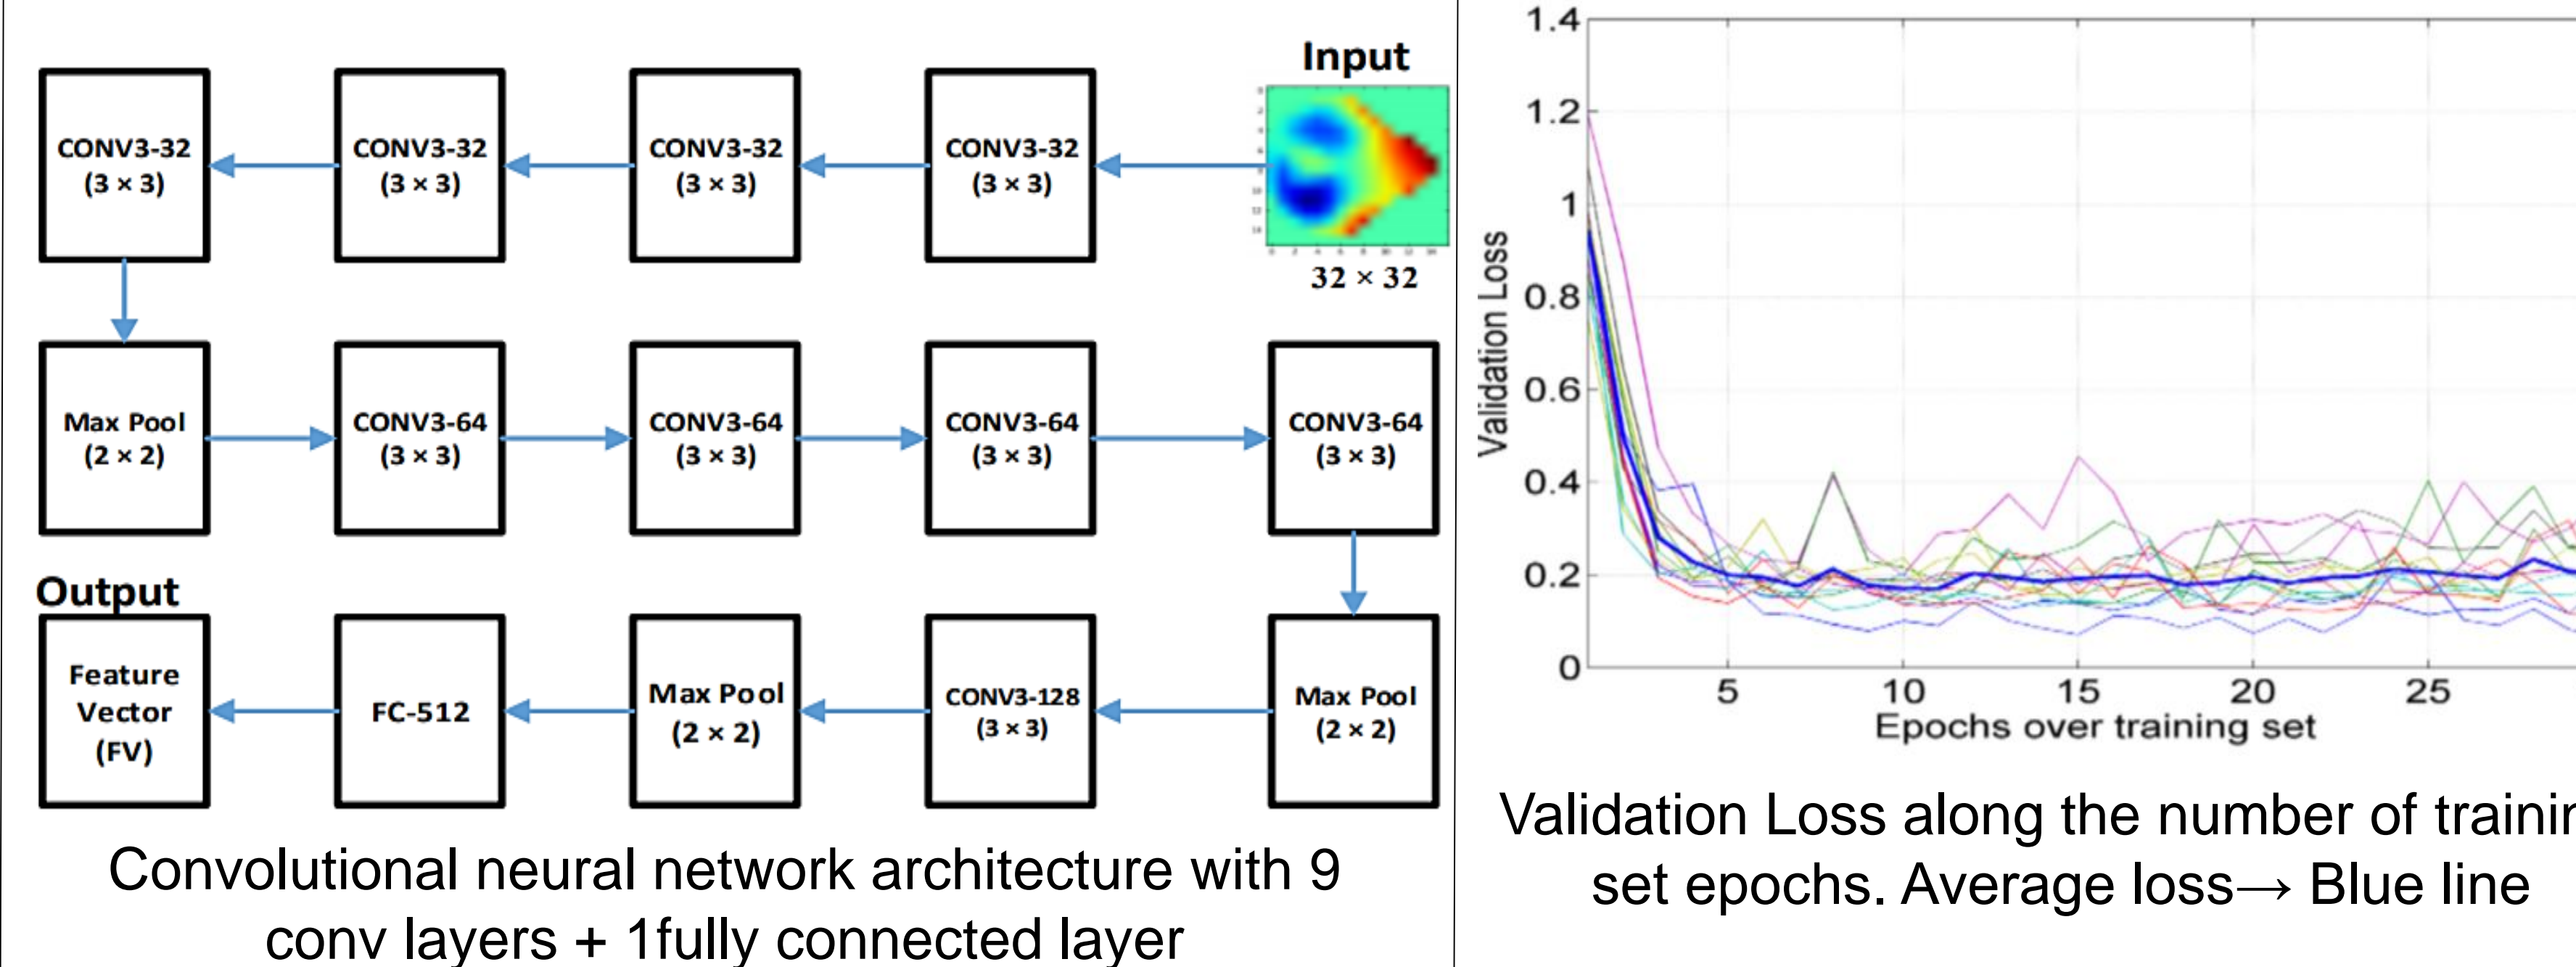 Input
CONV3-32
(3 × 3)
CONV3-32
(3 × 3)
CONV3-32
(3 × 3)
CONV3-32
(3 × 3)
32 × 32
Max Pool
(2 × 2)
CONV3-64
(3 × 3)
CONV3-64
(3 × 3)
CONV3-64
(3 × 3)
CONV3-64
(3 × 3)
Output
Feature
Vector
(FV)
FC-512
Max Pool
(2 × 2)
CONV3-128
(3 × 3)
Max Pool
(2 × 2)
Convolutional neural network architecture with 9
conv layers + 1fully connected layer
1.4
1.2
1
0.8
0.6
0.4
0.2
0
Validation Loss
5 10 15 20 25
Epochs over training set
Validation Loss along the number of trainin
set epochs. Average loss→ Blue line